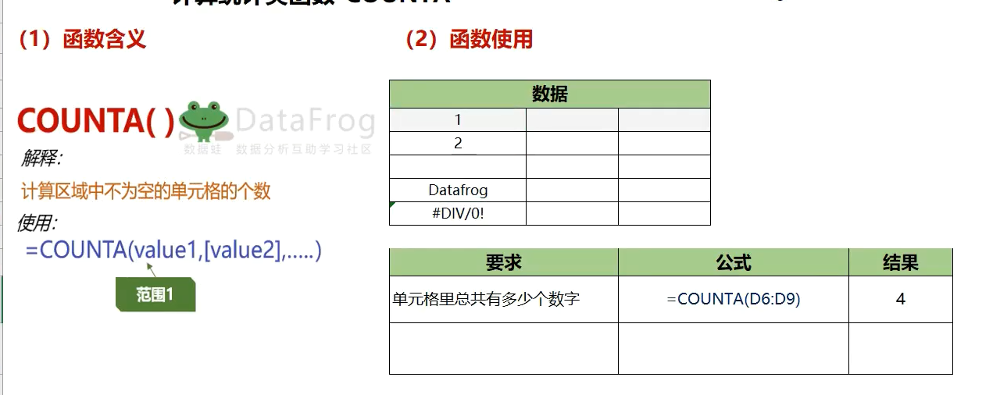 计算统计类函数-COUNTA
（1）函数含义
（2）函数使用
COUNTA( )
DataFrog
数据蛙 数据分析互助学习社区
解释：
计算区域中不为空的单元格的个数
使用：
=COUNTA(value1,[value2],.....)
范围1
数据
1
2
Datafrog
#DIV/0!
要求 公式 结果
单元格里总共有多少个数字 =COUNTA(D6:D9) 4